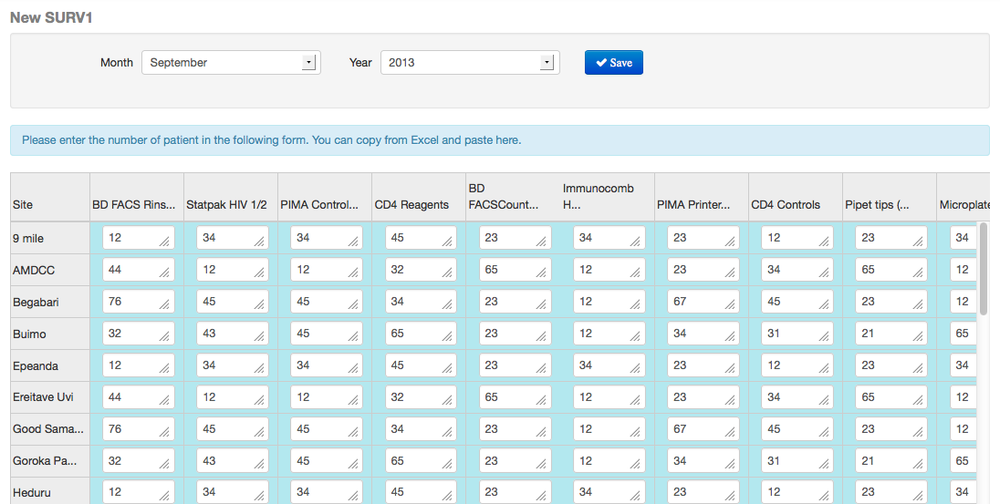 New SURV1
Month September Year 2013 Save
Please enter the number of patient in the following form. You can copy from Excel and paste here.
Site BD FACS Rins... Statpak HIV 1/2 PIMA Control... CD4 Reagents BD FACSCount... Immunocomb H... PIMA Printer... CD4 Controls Pipet tips (... Microplate
9 mile 12 34 34 45 23 34 23 12 23 34
AMDCC 44 12 12 32 65 12 23 34 65 12
Begabari 76 45 45 34 23 12 67 45 23 12
Buimo 32 43 45 65 23 12 34 31 21 65
Epeanda 12 34 34 45 23 34 23 12 23 34
Ereitave Uvi 44 12 12 32 65 12 23 34 65 12
Good Sama... 76 45 45 34 23 12 67 45 23 12
Goroka Pa... 32 43 45 65 23 12 34 31 21 65
Heduru 12 34 34 45 23 34 23 12 23 34